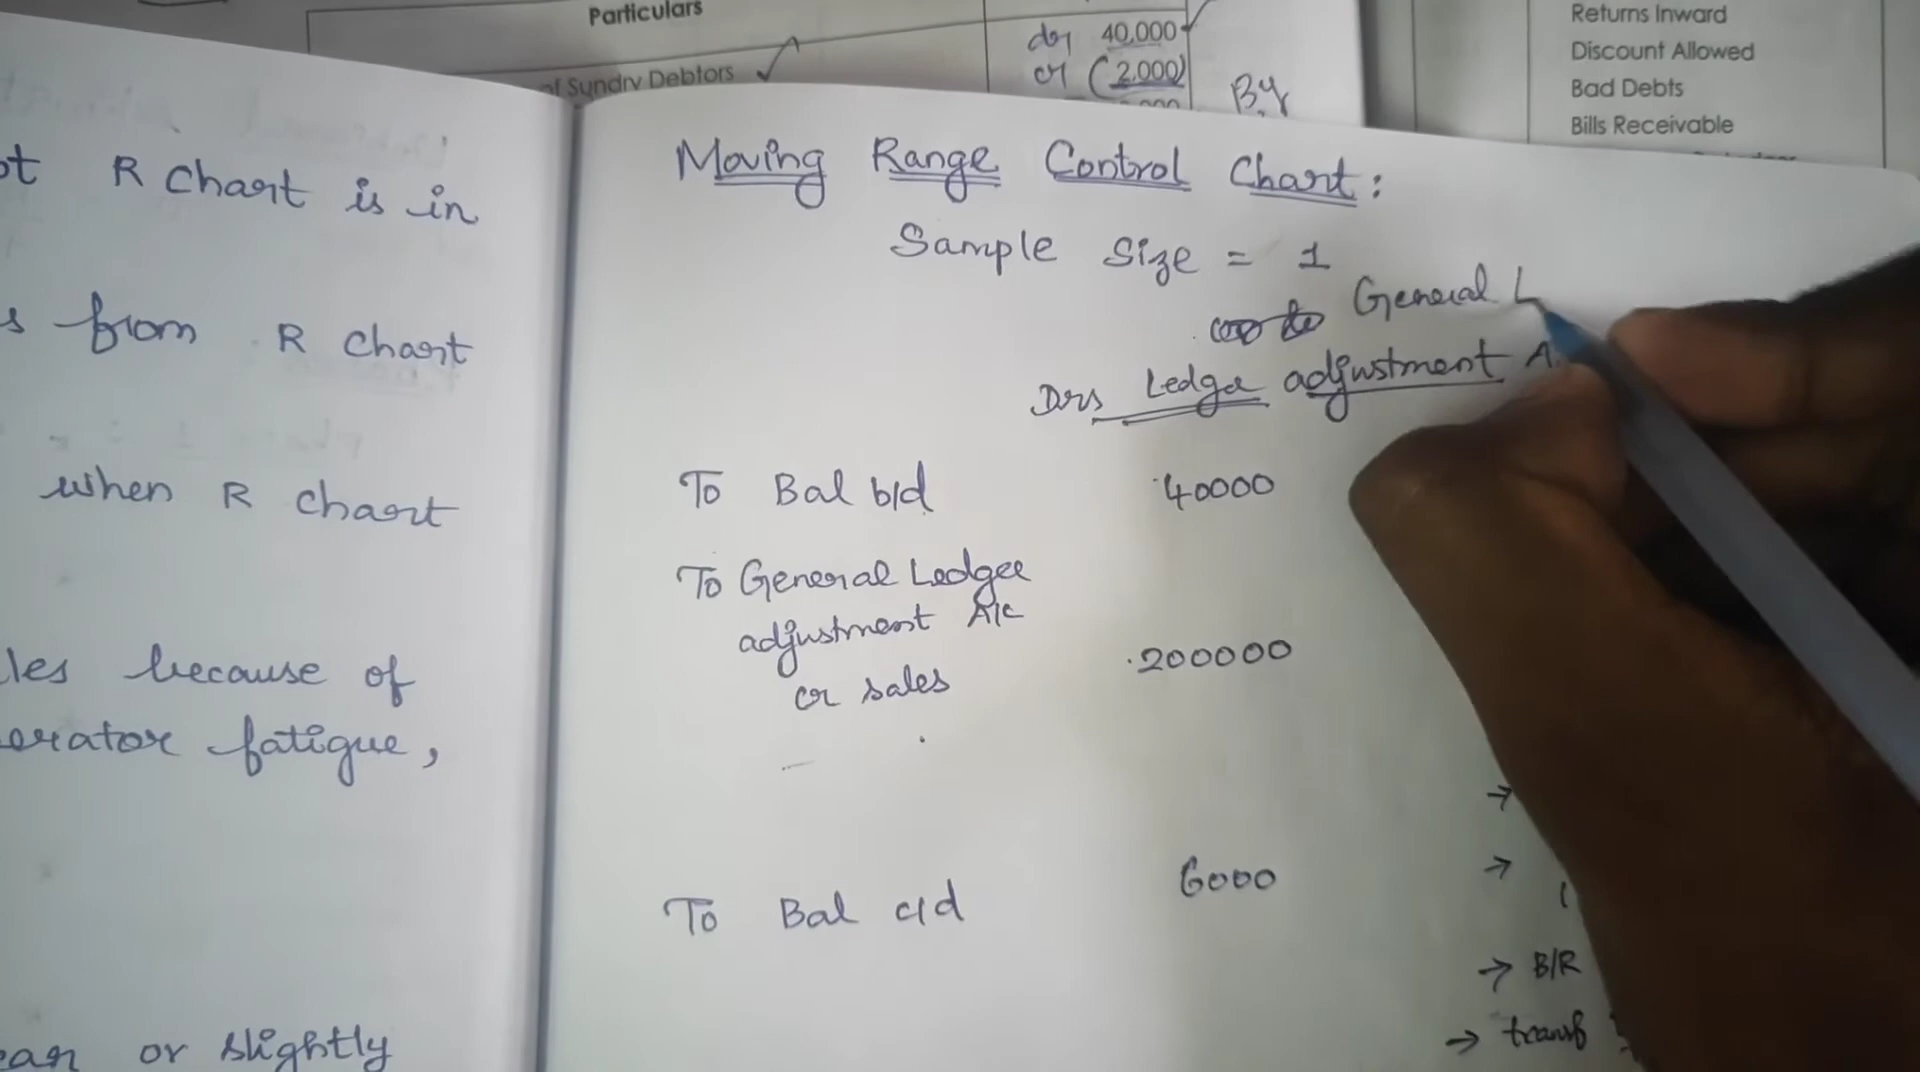 Particulars
of Sundry Debtors
dr 40,000
cr (2,000)
By
Returns Inward
Discount Allowed
Bad Debts
Bills Receivable
R Chart is in
from R Chart
when R chart
because of
fatigue,
or slightly
Moving Range Control Chart:
Sample Size = 1
General L
Drs Ledger adjustment A
To Bal b/d 40000
To General Ledger
adjustment A/c
cr sales 200000
To Bal c/d 6000
→
→
→ B/R
→ transf